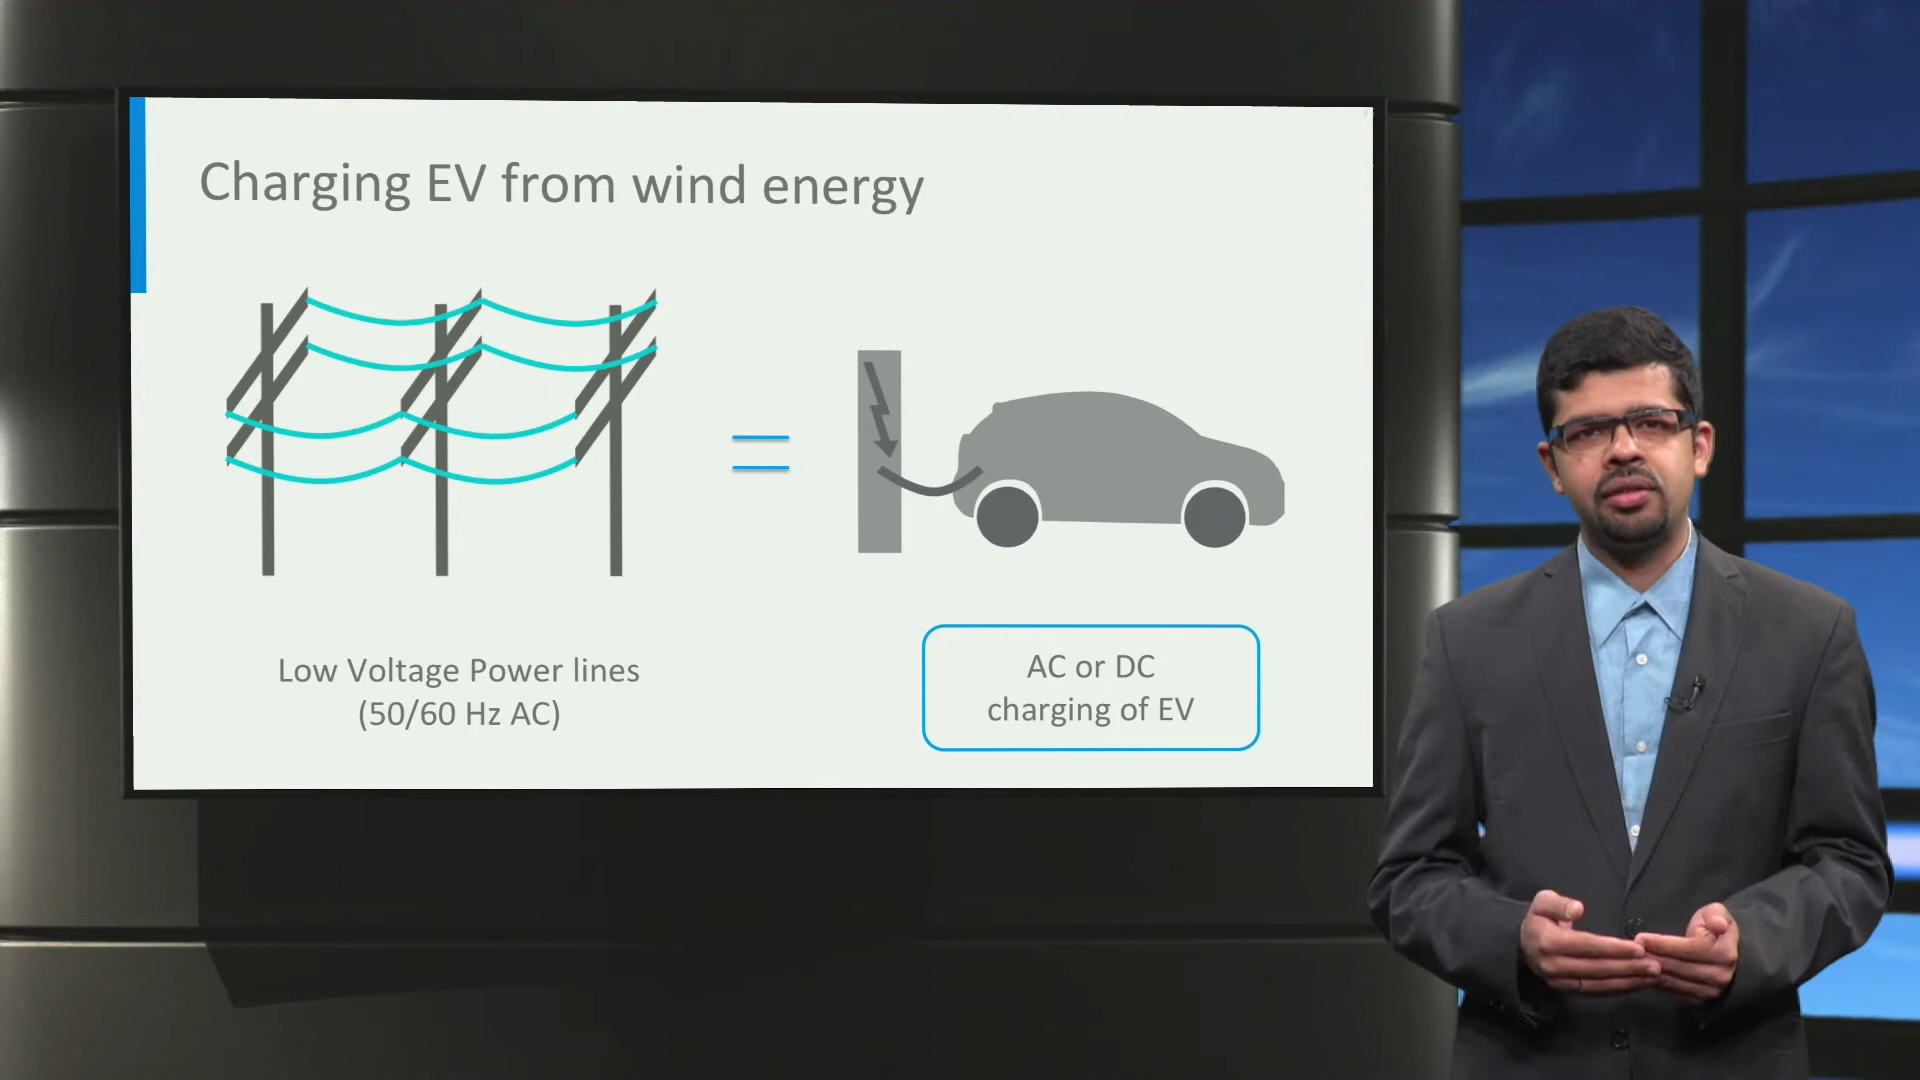 Charging EV from wind energy
Low Voltage Power lines
(50/60 Hz AC)
AC or DC
charging of EV